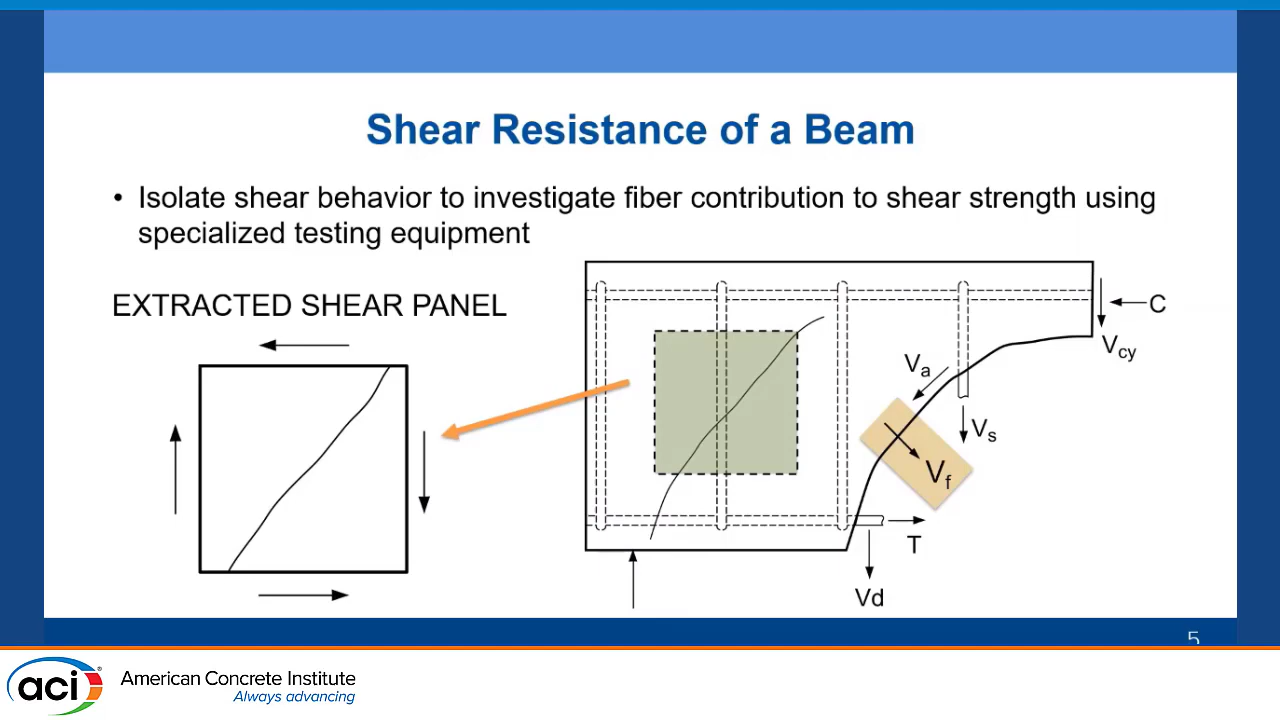 Shear Resistance of a Beam
• Isolate shear behavior to investigate fiber contribution to shear strength using
specialized testing equipment
EXTRACTED SHEAR PANEL
C
Vcy
Va
Vs
Vf
T
Vd
5
aci®
American Concrete Institute
Always advancing